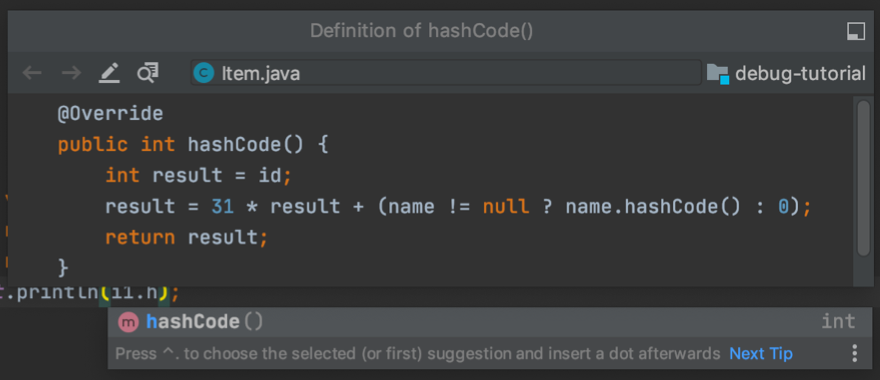 Definition of hashCode()
Item.java
debug-tutorial
@Override
public int hashCode() {
int result = id;
result = 31 * result + (name != null ? name.hashCode() : 0);
return result;
}
.println(i1.h);
m hashCode() int
Press ^. to choose the selected (or first) suggestion and insert a dot afterwards Next Tip